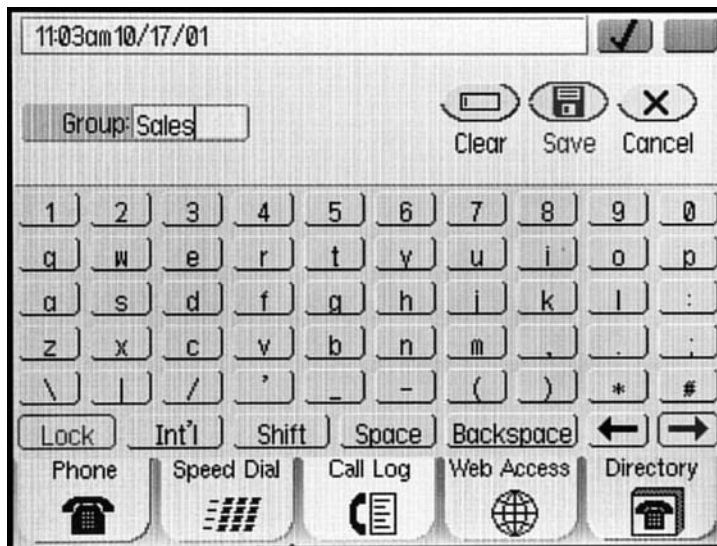 11:03am 10/17/01
Group: Sales
Clear Save Cancel
1 2 3 4 5 6 7 8 9 0
q w e r t y u i o p
a s d f g h j k l :
z x c v b n m , . ;
\ | / ' _ - ( ) * #
Lock Int'l Shift Space Backspace
Phone Speed Dial Call Log Web Access Directory